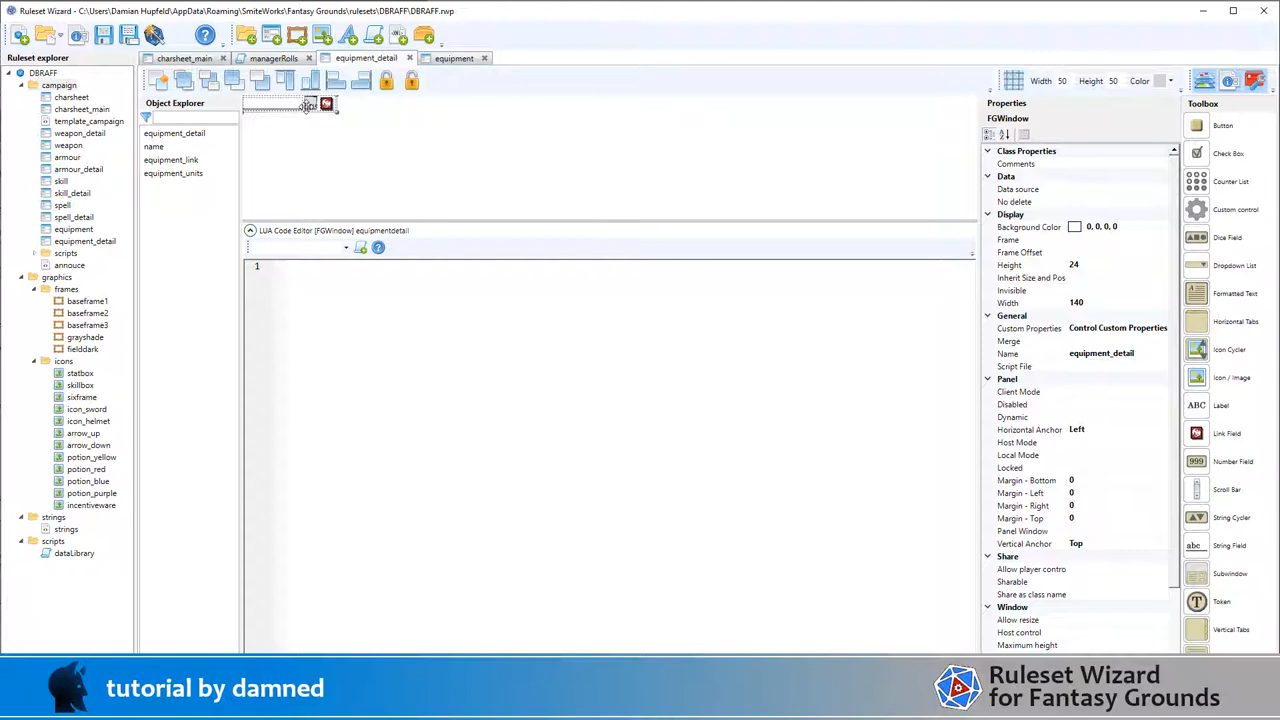 Ruleset Wizard - C:\Users\Damian Hupfeld\AppData\Roaming\SmiteWorks\Fantasy Grounds\rulesets\DBRAFF\DBRAFF.rwp
Ruleset explorer
DBRAFF
campaign
charsheet
charsheet_main
template_campaign
weapon_detail
weapon
armour
armour_detail
skill
skill_detail
spell
spell_detail
equipment
equipment_detail
scripts
annouce
graphics
frames
baseframe1
baseframe2
baseframe3
grayshade
fielddark
icons
statbox
skillbox
sixframe
icon_sword
icon_helmet
arrow_up
arrow_down
potion_yellow
potion_red
potion_blue
potion_purple
incentiveware
strings
strings
scripts
dataLibrary
charsheet_main
managerRolls
equipment_detail
equipment
Width 50 Height 50 Color
Object Explorer
equipment_detail
name
equipment_link
equipment_units
LUA Code Editor [FGWindow] equipmentdetail
1
Properties
FGWindow
Class Properties
Comments
Data
Data source
No delete
Display
Background Color 0, 0, 0, 0
Frame
Frame Offset
Height 24
Inherit Size and Pos
Invisible
Width 140
General
Custom Properties Control Custom Properties
Merge
Name equipment_detail
Script File
Panel
Client Mode
Disabled
Dynamic
Horizontal Anchor Left
Host Mode
Local Mode
Locked
Margin - Bottom 0
Margin - Left 0
Margin - Right 0
Margin - Top 0
Panel Window
Vertical Anchor Top
Share
Allow player contro
Sharable
Share as class name
Window
Allow resize
Host control
Maximum height
Toolbox
Button
Check Box
Counter List
Custom control
Dice Field
Dropdown List
Formatted Text
Horizontal Tabs
Icon Cycler
Icon / Image
ABC Label
Link Field
999 Number Field
Scroll Bar
String Cycler
abc String Field
Subwindow
T Token
Vertical Tabs
tutorial by damned
Ruleset Wizard
for Fantasy Grounds